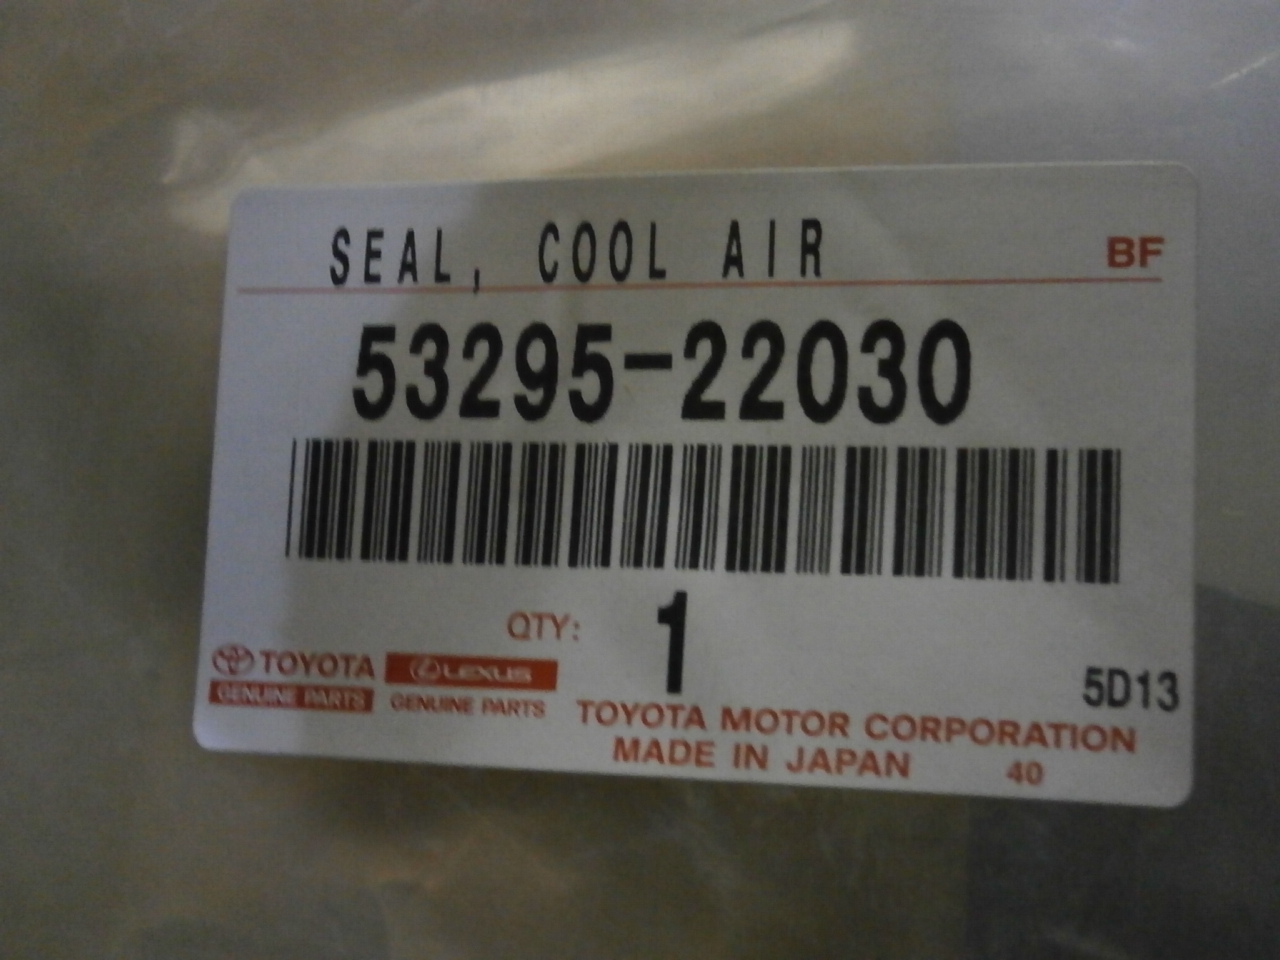 SEAL, COOL AIR BF
53295-22030
QTY: 1
TOYOTA LEXUS 5D13
GENUINE PARTS GENUINE PARTS
TOYOTA MOTOR CORPORATION
MADE IN JAPAN 40